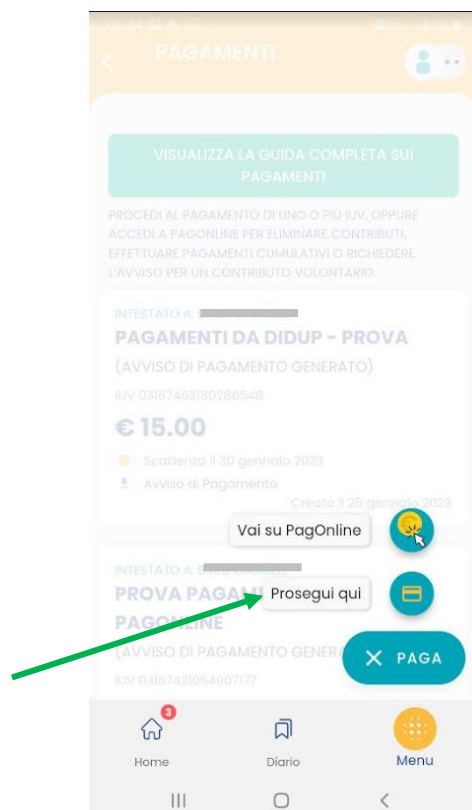 PAGAMENTI
VISUALIZZA LA GUIDA COMPLETA SUI
PAGAMENTI
PROCEDI AL PAGAMENTO DI UNO O PIÙ IUV, OPPURE
ACCEDI A PAGONLINE PER ELIMINARE CONTRIBUTI,
EFFETTUARE PAGAMENTI CUMULATIVI O RICHIEDERE
L'AVVISO PER UN CONTRIBUTO VOLONTARIO.
INTESTATO A:
PAGAMENTI DA DIDUP - PROVA
(AVVISO DI PAGAMENTO GENERATO)
IUV 03167463180286548
€ 15.00
Scadenza il 30 gennaio 2023
Avviso di Pagamento
Creato il 25 gennaio 2023
Vai su PagOnline
INTESTATO A:
PROVA
Prosegui qui
PAGONLINE
(AVVISO DI PAGAMENTO
PAGA
IUV 03167421054907177
3
Home
Diario
Menu